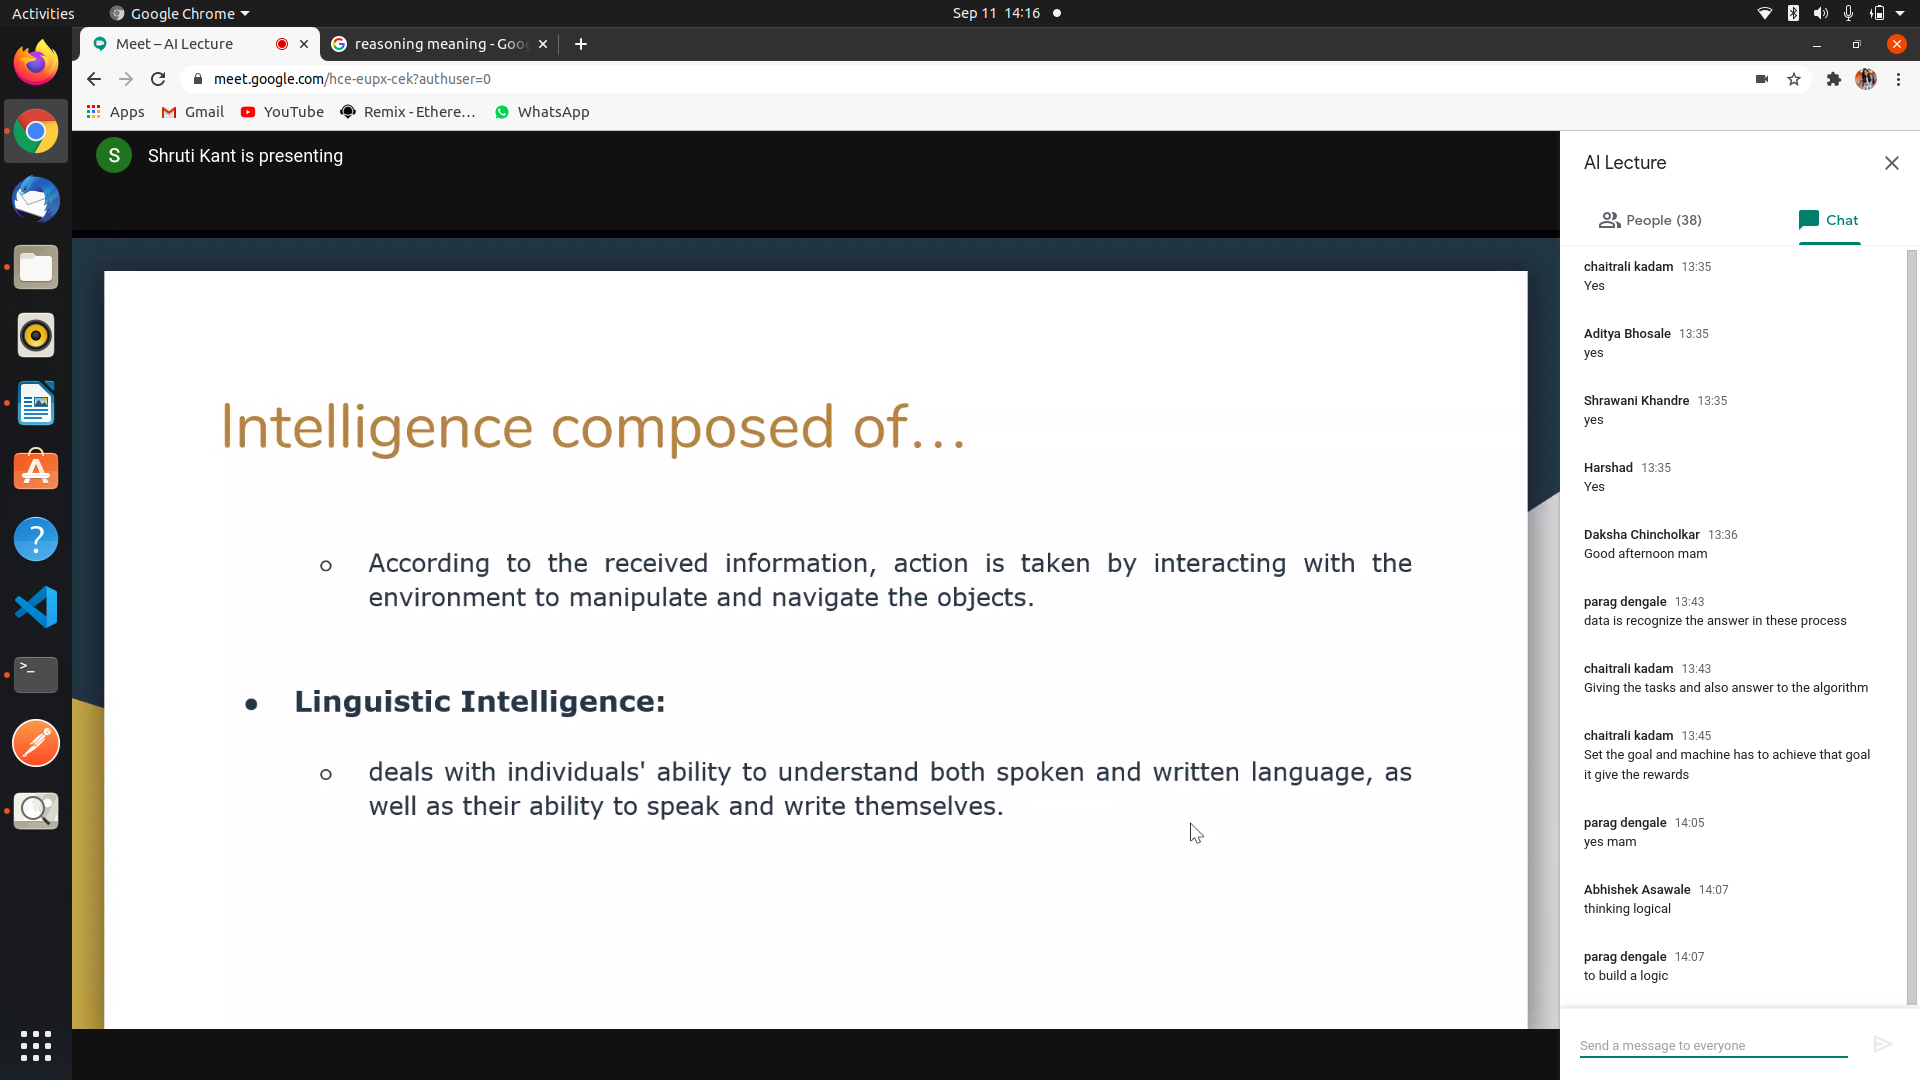 Activities
Google Chrome
Sep 11 14:16
Meet – AI Lecture
reasoning meaning - Goo
meet.google.com/hce-eupx-cek?authuser=0
Apps
Gmail
YouTube
Remix - Ethere…
WhatsApp
S
Shruti Kant is presenting
Intelligence composed of…
According to the received information, action is taken by interacting with the
environment to manipulate and navigate the objects.
Linguistic Intelligence:
deals with individuals' ability to understand both spoken and written language, as
well as their ability to speak and write themselves.
AI Lecture
People (38)
Chat
chaitrali kadam 13:35
Yes
Aditya Bhosale 13:35
yes
Shrawani Khandre 13:35
yes
Harshad 13:35
Yes
Daksha Chincholkar 13:36
Good afternoon mam
parag dengale 13:43
data is recognize the answer in these process
chaitrali kadam 13:43
Giving the tasks and also answer to the algorithm
chaitrali kadam 13:45
Set the goal and machine has to achieve that goal
it give the rewards
parag dengale 14:05
yes mam
Abhishek Asawale 14:07
thinking logical
parag dengale 14:07
to build a logic
Send a message to everyone